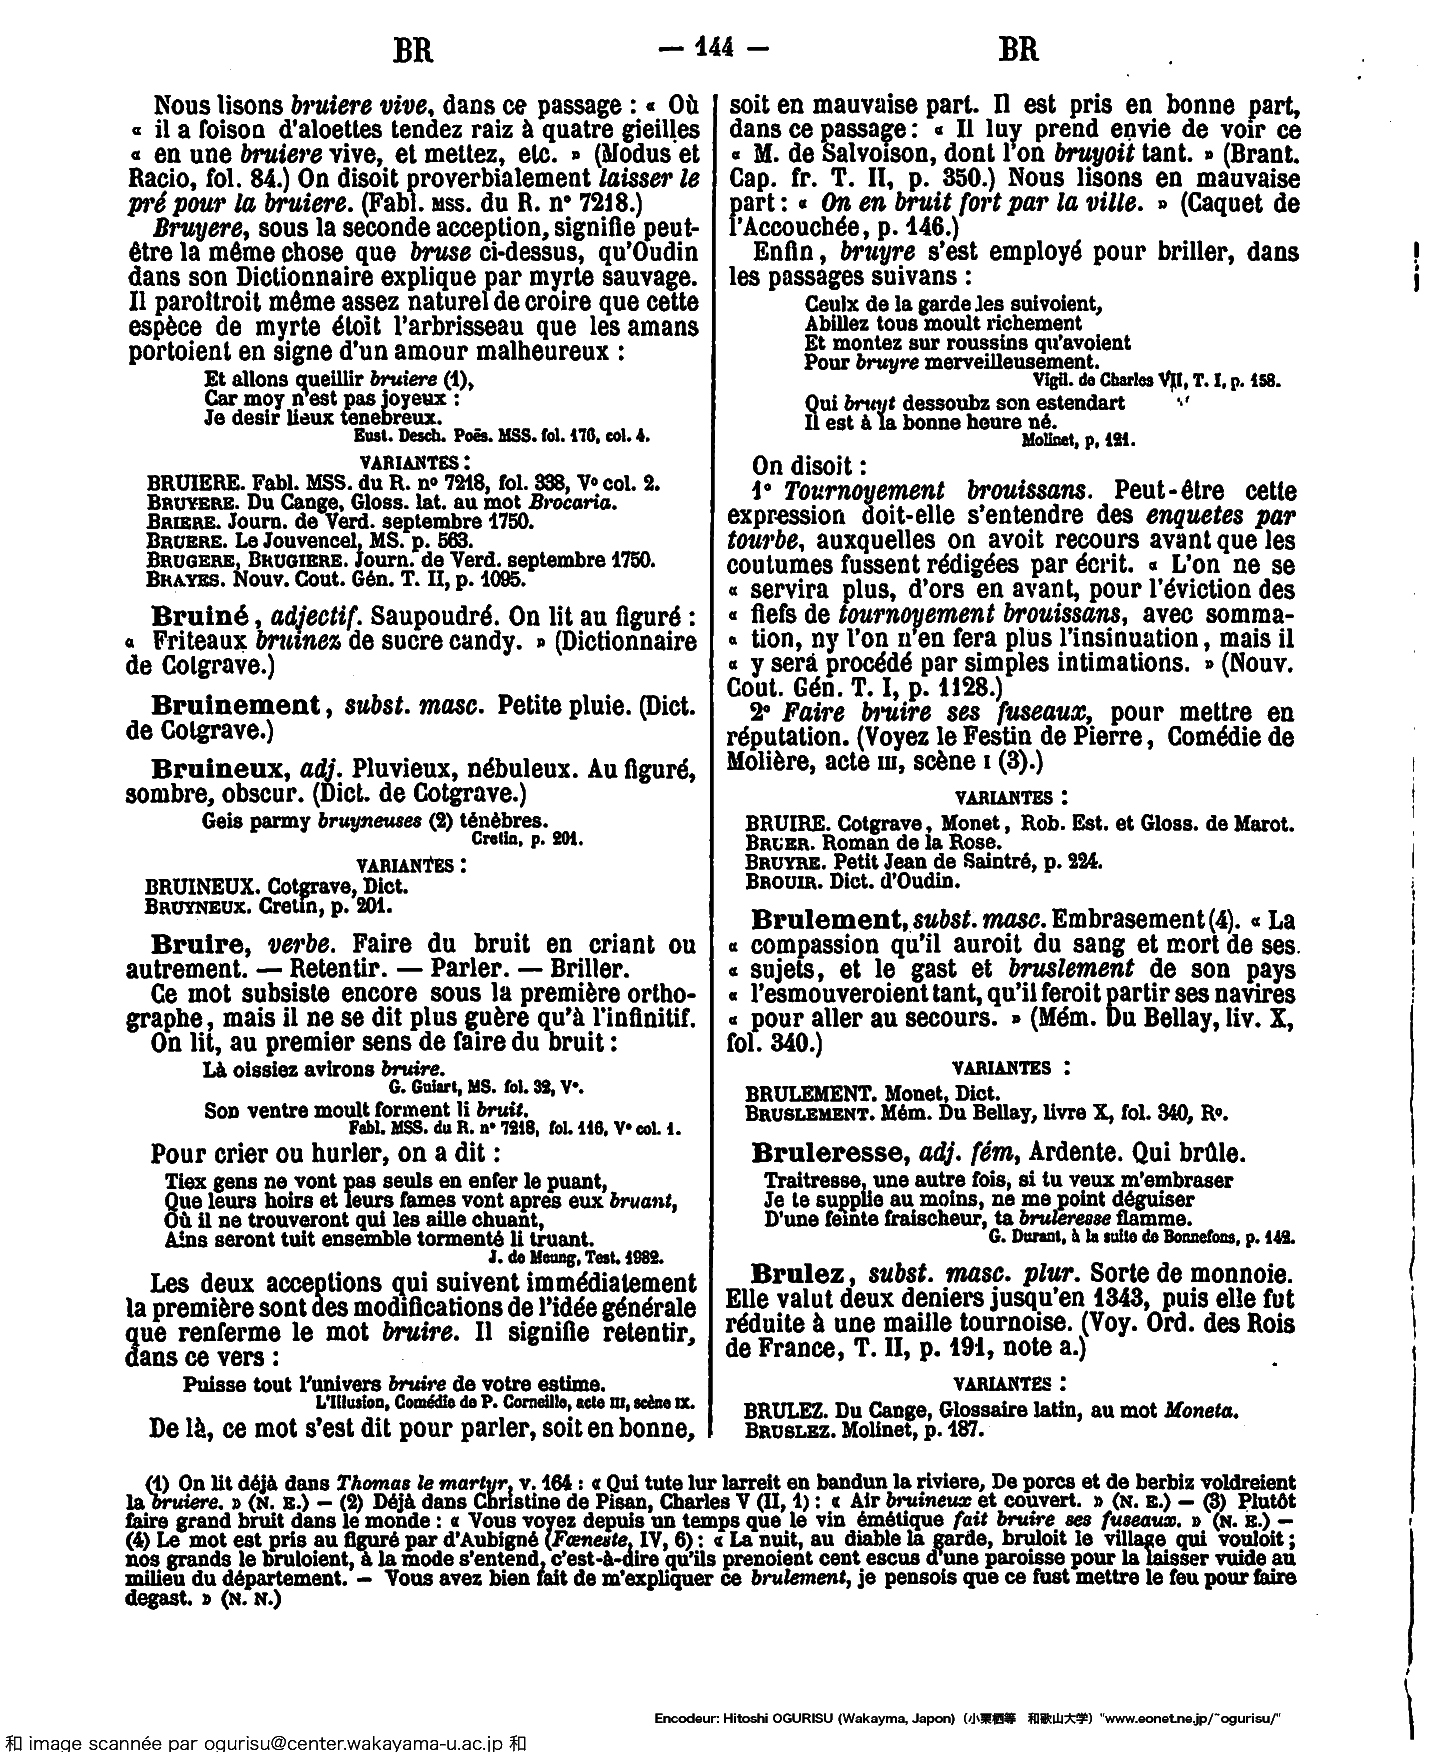 BR — 144 — BR
Nous lisons bruiere vive, dans ce passage : « Où
« il a foison d'aloettes tendez raiz à quatre gieilles
« en une bruiere vive, et mettez, etc. » (Modus et
Racio, fol. 84.) On disoit proverbialement laisser le
pré pour la bruiere. (Fabl. MSS. du R. n° 7218.)
Bruyere, sous la seconde acception, signifie peut-
être la même chose que bruse ci-dessus, qu'Oudin
dans son Dictionnaire explique par myrte sauvage.
Il paroitroit même assez naturel de croire que cette
espèce de myrte étoit l'arbrisseau que les amans
portoient en signe d'un amour malheureux :
Et allons queillir bruiere (1),
Car moy n'est pas joyeux :
Je desir lieux tenebreux.
Eust. Desch. Poës. MSS. fol. 176, col. 4.
VARIANTES :
BRUIERE. Fabl. MSS. du R. n° 7218, fol. 338, V° col. 2.
BRUYERE. Du Cange, Gloss. lat. au mot Brocaria.
BRIERE. Journ. de Verd. septembre 1750.
BRUERE. Le Jouvencel, MS. p. 563.
BRUGERE, BRUGIERE. Journ. de Verd. septembre 1750.
BRAYES. Nouv. Cout. Gén. T. II, p. 1095.
Bruiné, adjectif. Saupoudré. On lit au figuré :
« Friteaux bruinez de sucre candy. » (Dictionnaire
de Cotgrave.)
Bruinement, subst. masc. Petite pluie. (Dict.
de Cotgrave.)
Bruineux, adj. Pluvieux, nébuleux. Au figuré,
sombre, obscur. (Dict. de Cotgrave.)
Geis parmy bruyneuses (2) ténèbres.
Cretin, p. 201.
VARIANTES :
BRUINEUX. Cotgrave, Dict.
BRUYNEUX. Cretin, p. 201.
Bruire, verbe. Faire du bruit en criant ou
autrement. — Retentir. — Parler. — Briller.
Ce mot subsiste encore sous la première ortho-
graphe, mais il ne se dit plus guère qu'à l'infinitif.
On lit, au premier sens de faire du bruit :
Là oissiez avirons bruire.
G. Guiart, MS. fol. 32, V°.
Son ventre moult forment li bruit.
Fabl. MSS. du R. n° 7218, fol. 116, V° col. 1.
Pour crier ou hurler, on a dit :
Tiex gens ne vont pas seuls en enfer le puant,
Que leurs hoirs et leurs fames vont apres eux bruant,
Où il ne trouveront qui les aille chuant,
Ains seront tuit ensemble tormenté li truant.
J. de Meung, Test. 1982.
Les deux acceptions qui suivent immédiatement
la première sont des modifications de l'idée générale
que renferme le mot bruire. Il signifie retentir,
dans ce vers :
Puisse tout l'univers bruire de votre estime.
L'Illusion, Comédie de P. Corneille, acte III, scène IX.
De là, ce mot s'est dit pour parler, soit en bonne,
soit en mauvaise part. Il est pris en bonne part,
dans ce passage : « Il luy prend envie de voir ce
« M. de Salvoison, dont l'on bruyoit tant. » (Brant.
Cap. fr. T. II, p. 350.) Nous lisons en mauvaise
part : « On en bruit fort par la ville. » (Caquet de
l'Accouchée, p. 146.)
Enfin, bruyre s'est employé pour briller, dans
les passages suivans :
Ceulx de la garde les suivoient,
Abillez tous moult richement
Et montez sur roussins qu'avoient
Pour bruyre merveilleusement.
Vigil. de Charles VII, T. I, p. 158.
Qui bruyt dessoubz son estendart
Il est à la bonne heure né.
Molinet, p. 121.
On disoit :
1° Tournoyement brouissans. Peut-être cette
expression doit-elle s'entendre des enquetes par
tourbe, auxquelles on avoit recours avant que les
coutumes fussent rédigées par écrit. « L'on ne se
« servira plus, d'ors en avant, pour l'éviction des
« fiefs de tournoyement brouissans, avec somma-
« tion, ny l'on n'en fera plus l'insinuation, mais il
« y sera procédé par simples intimations. » (Nouv.
Cout. Gén. T. I, p. 1128.)
2° Faire bruire ses fuseaux, pour mettre en
réputation. (Voyez le Festin de Pierre, Comédie de
Molière, acte III, scène I (3).)
VARIANTES :
BRUIRE. Cotgrave, Monet, Rob. Est. et Gloss. de Marot.
BRUER. Roman de la Rose.
BRUYRE. Petit Jean de Saintré, p. 224.
BROUIR. Dict. d'Oudin.
Brulement, subst. masc. Embrasement (4). « La
« compassion qu'il auroit du sang et mort de ses
« sujets, et le gast et bruslement de son pays
« l'esmouveroient tant, qu'il feroit partir ses navires
« pour aller au secours. » (Mém. Du Bellay, liv. X,
fol. 340.)
VARIANTES :
BRULEMENT. Monet, Dict.
BRUSLEMENT. Mém. Du Bellay, livre X, fol. 340, R°.
Bruleresse, adj. fém, Ardente. Qui brûle.
Traitresse, une autre fois, si tu veux m'embraser
Je te supplie au moins, ne me point déguiser
D'une feinte fraischeur, ta bruleresse flamme.
G. Durant, à la suite de Bonnefons, p. 142.
Brulez, subst. masc. plur. Sorte de monnoie.
Elle valut deux deniers jusqu'en 1343, puis elle fut
réduite à une maille tournoise. (Voy. Ord. des Rois
de France, T. II, p. 191, note a.)
VARIANTES :
BRULEZ. Du Cange, Glossaire latin, au mot Moneta.
BRUSLEZ. Molinet, p. 187.
(1) On lit déjà dans Thomas le martyr, v. 164 : « Qui tute lur larreit en bandun la riviere, De porcs et de berbiz voldreient
la bruiere. » (N. E.) — (2) Déjà dans Christine de Pisan, Charles V (II, 1) : « Air bruineux et couvert. » (N. E.) — (3) Plutôt
faire grand bruit dans le monde : « Vous voyez depuis un temps que le vin émétique fait bruire ses fuseaux. » (N. E.) —
(4) Le mot est pris au figuré par d'Aubigné (Fœneste, IV, 6) : « La nuit, au diable la garde, bruloit le village qui vouloit ;
nos grands le bruloient, à la mode s'entend, c'est-à-dire qu'ils prenoient cent escus d'une paroisse pour la laisser vuide au
milieu du département. — Vous avez bien fait de m'expliquer ce brulement, je pensois que ce fust mettre le feu pour faire
degast. » (N. N.)
Encodeur: Hitoshi OGURISU (Wakayma, Japon) (小栗栖等 和歌山大学) "www.eonet.ne.jp/~ogurisu/"
和 image scannée par ogurisu@center.wakayama-u.ac.jp 和